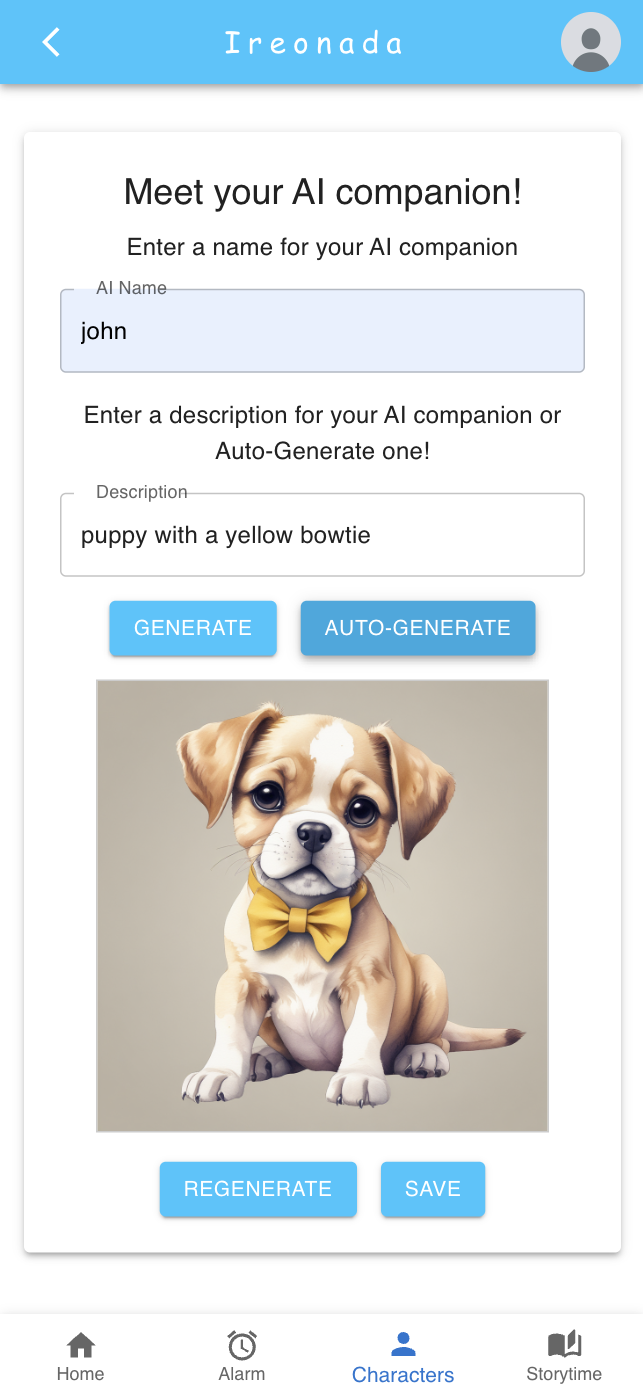 Ireonada
Meet your AI companion!
Enter a name for your AI companion
AI Name
john
Enter a description for your AI companion or
Auto-Generate one!
Description
puppy with a yellow bowtie
GENERATE AUTO-GENERATE
REGENERATE SAVE
Home Alarm Characters Storytime